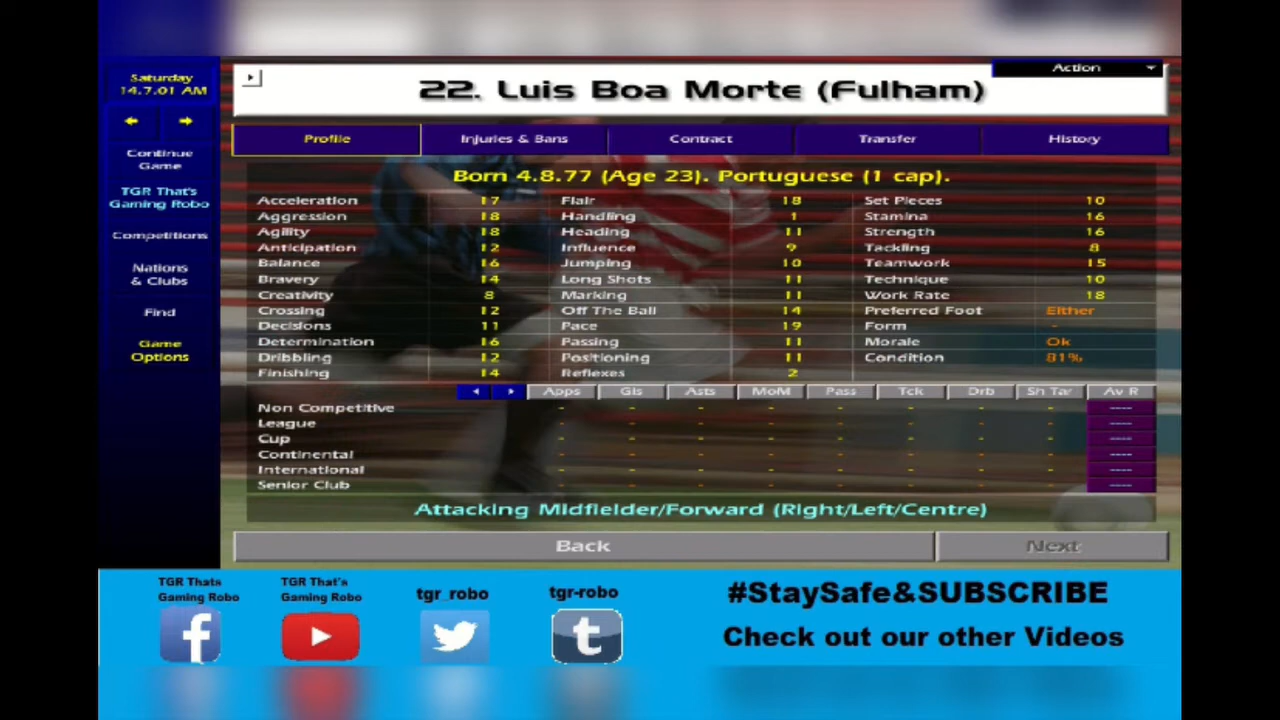 Saturday
14.7.01 AM
Continue
Game
TGR That's
Gaming Robo
Competitions
Nations
& Clubs
Find
Game
Options
Action
22. Luis Boa Morte (Fulham)
Profile Injuries & Bans Contract Transfer History
Born 4.8.77 (Age 23). Portuguese (1 cap).
Acceleration 17 Flair 18 Set Pieces 10
Aggression 18 Handling 1 Stamina 16
Agility 18 Heading 11 Strength 16
Anticipation 12 Influence 9 Tackling 8
Balance 16 Jumping 10 Teamwork 15
Bravery 14 Long Shots 11 Technique 10
Creativity 8 Marking 11 Work Rate 18
Crossing 12 Off The Ball 14 Preferred Foot Either
Decisions 11 Pace 19 Form -
Determination 16 Passing 11 Morale Ok
Dribbling 12 Positioning 11 Condition 81%
Finishing 14 Reflexes 2
Apps Gls Asts MoM Pass Tck Drb Sh Tar Av R
Non Competitive - - - - - - - - ----
League - - - - - - - - ----
Cup - - - - - - - - ----
Continental - - - - - - - - ----
International - - - - - - - - ----
Senior Club - - - - - - - - ----
Attacking Midfielder/Forward (Right/Left/Centre)
Back Next
TGR Thats
Gaming Robo
TGR That's
Gaming Robo
tgr_robo
tgr-robo
#StaySafe&SUBSCRIBE
Check out our other Videos